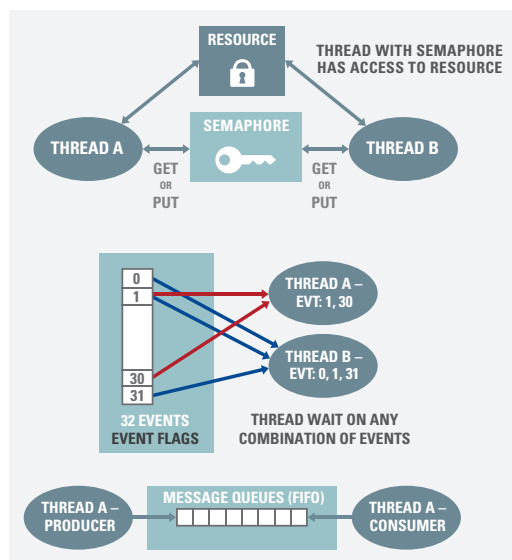 RESOURCE
THREAD WITH SEMAPHORE
HAS ACCESS TO RESOURCE
SEMAPHORE
THREAD A
THREAD B
GET
OR
PUT
GET
OR
PUT
0
1
30
31
THREAD A –
EVT: 1, 30
THREAD B –
EVT: 0, 1, 31
32 EVENTS
EVENT FLAGS
THREAD WAIT ON ANY
COMBINATION OF EVENTS
MESSAGE QUEUES (FIFO)
THREAD A –
PRODUCER
THREAD A –
CONSUMER